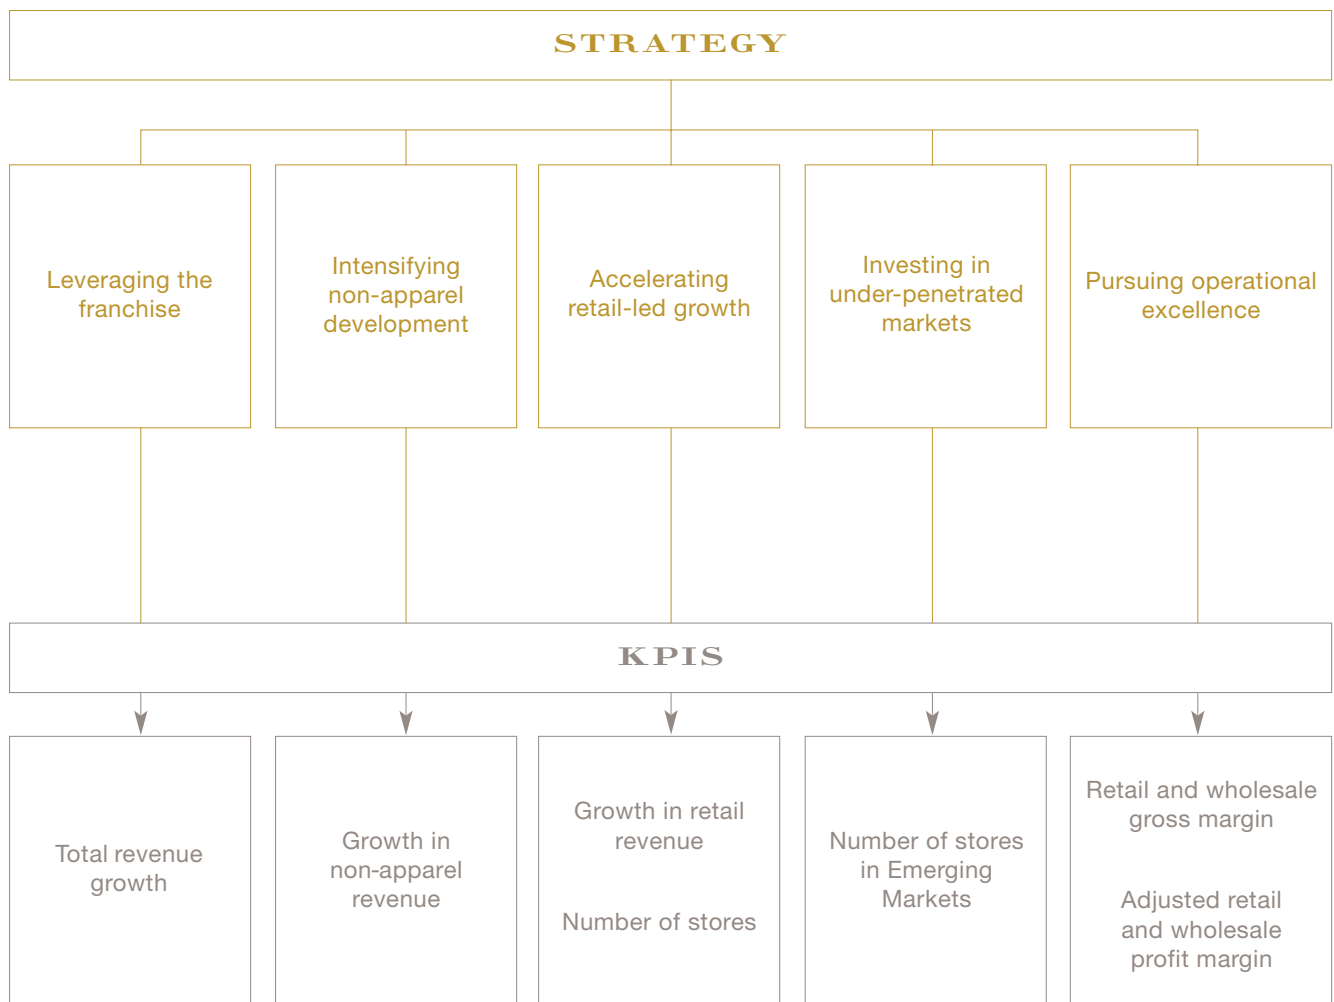 STRATEGY
Leveraging the
franchise
Intensifying
non-apparel
development
Accelerating
retail-led growth
Investing in
under-penetrated
markets
Pursuing operational
excellence
KPIS
Total revenue
growth
Growth in
non-apparel
revenue
Growth in retail
revenue
Number of stores
Number of stores
in Emerging
Markets
Retail and wholesale
gross margin
Adjusted retail
and wholesale
profit margin